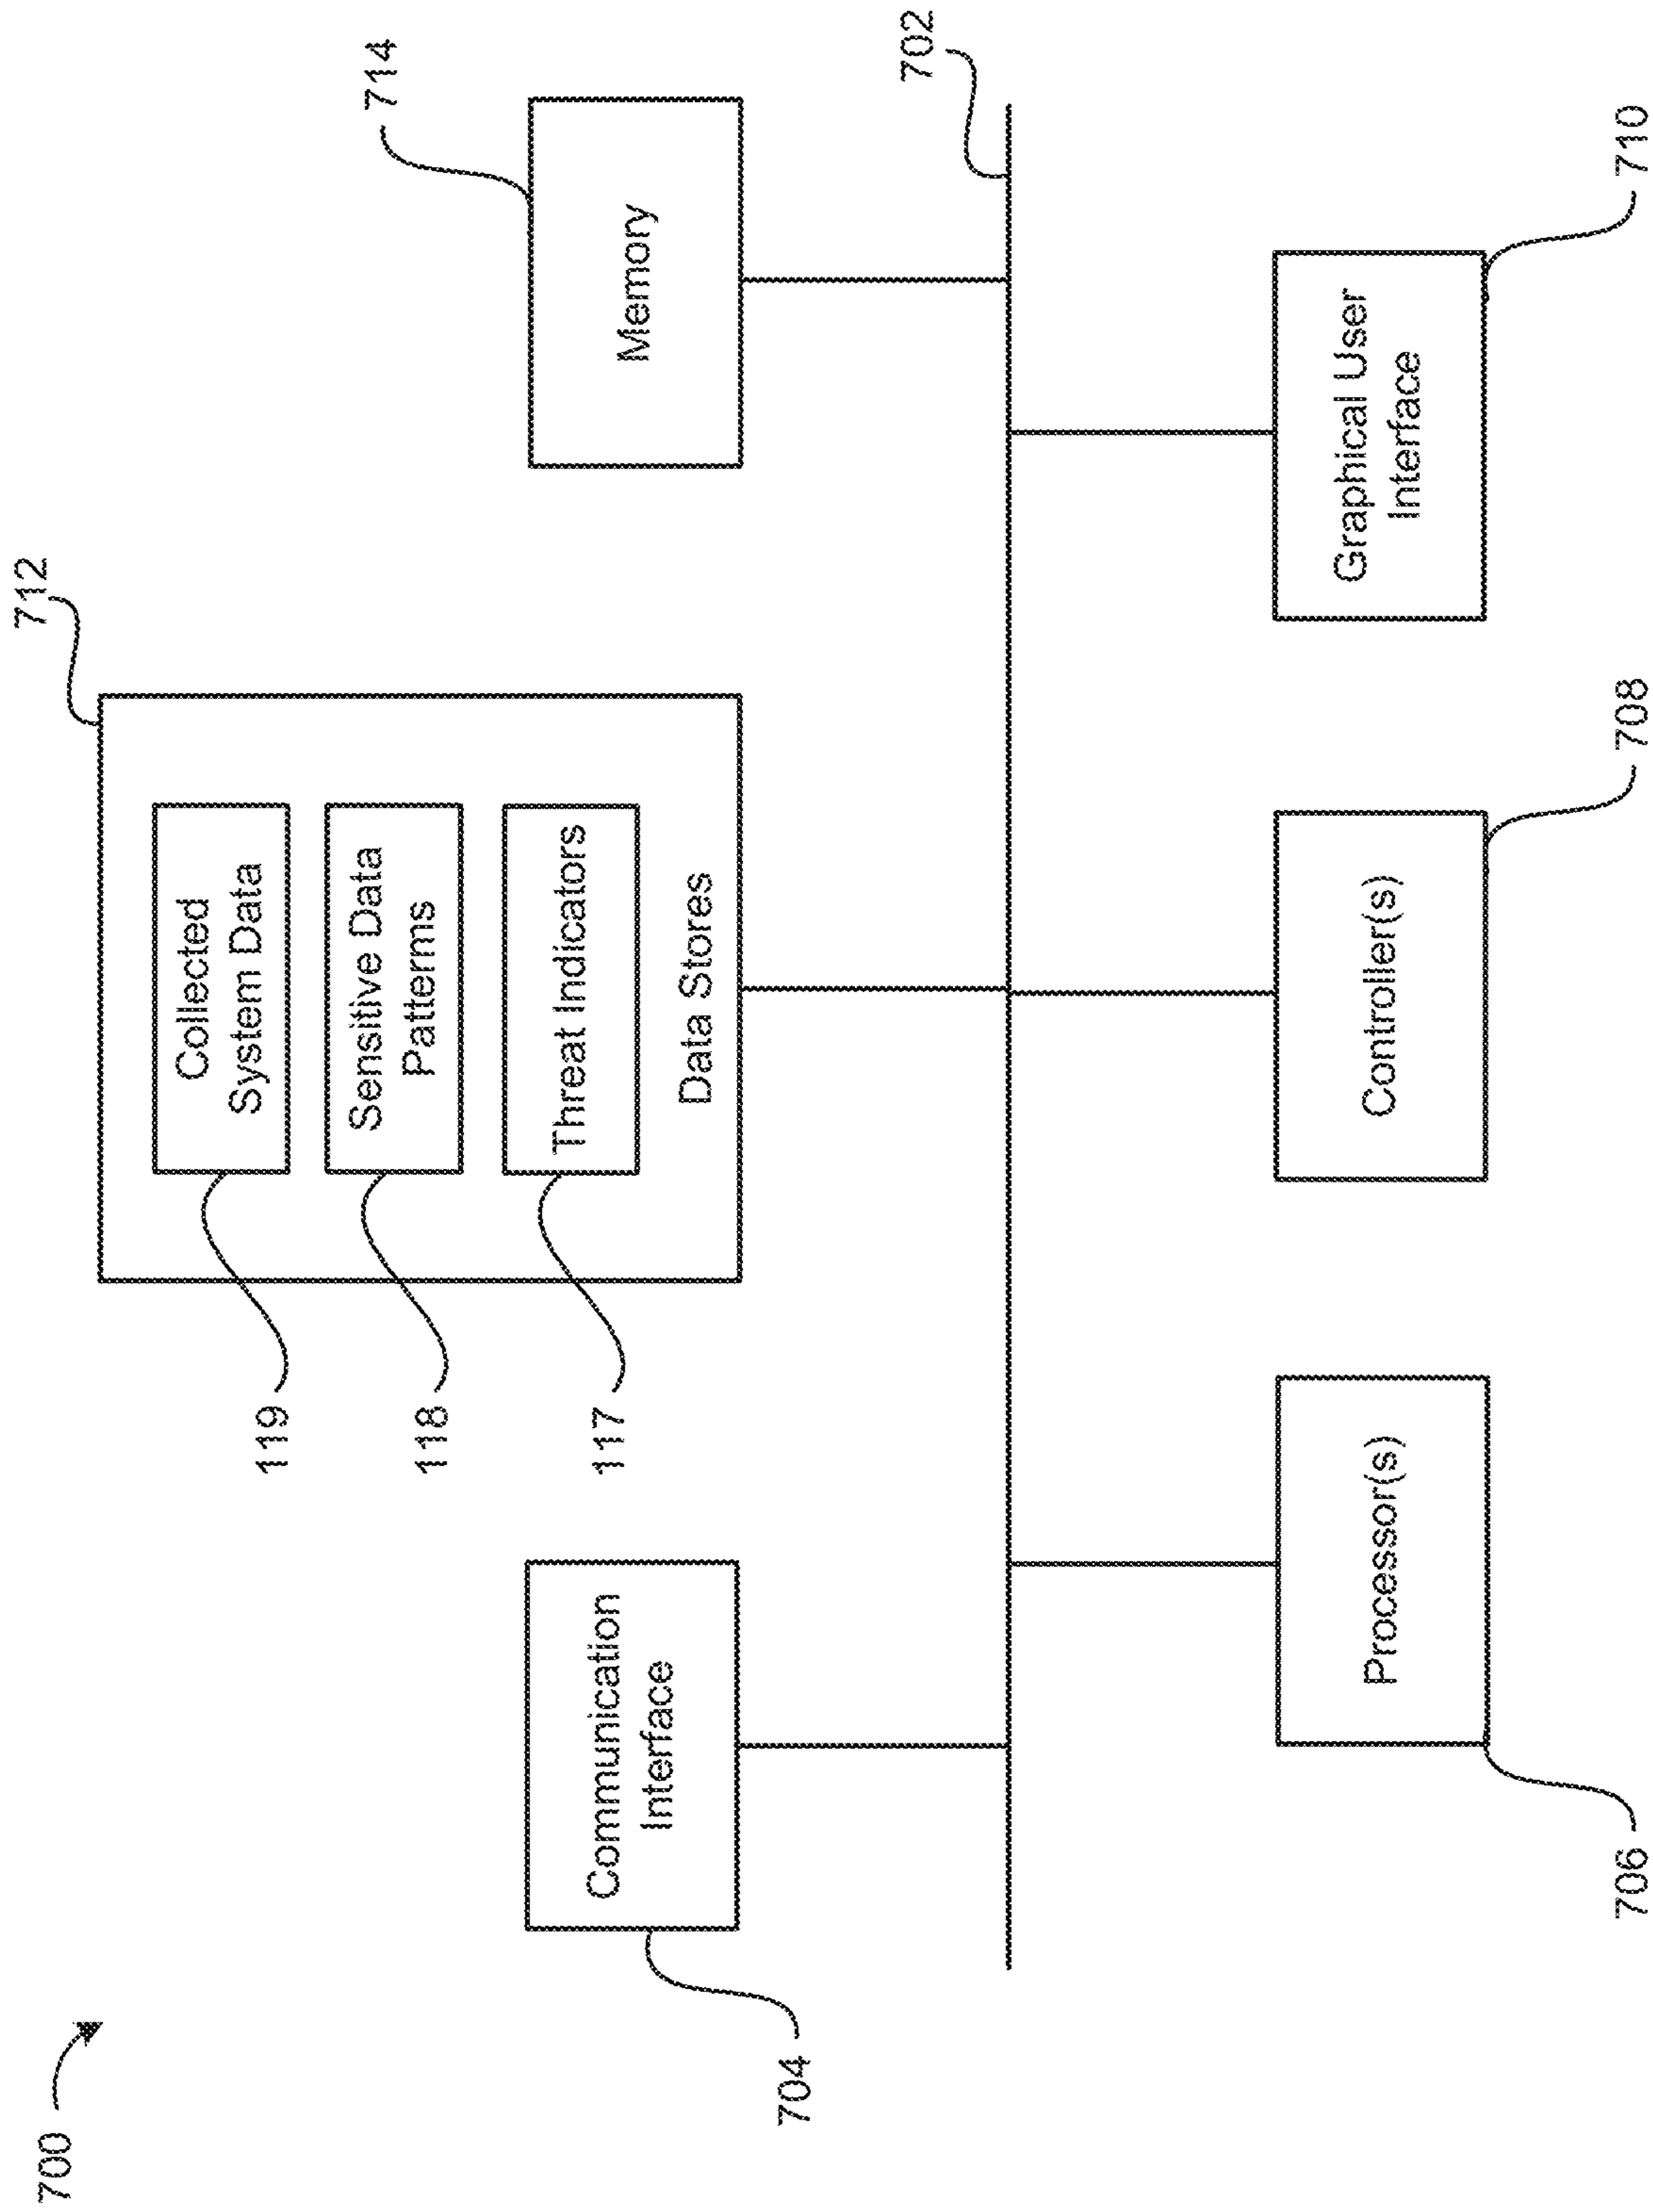 700
712
714
Collected
System Data
119
Sensitive Data
Patterms
118
Threat Indicators
117
Data Stores
Communication
Interface
704
Memory
702
Processor(s)
706
Controller(s)
708
Graphical User
Interface
710